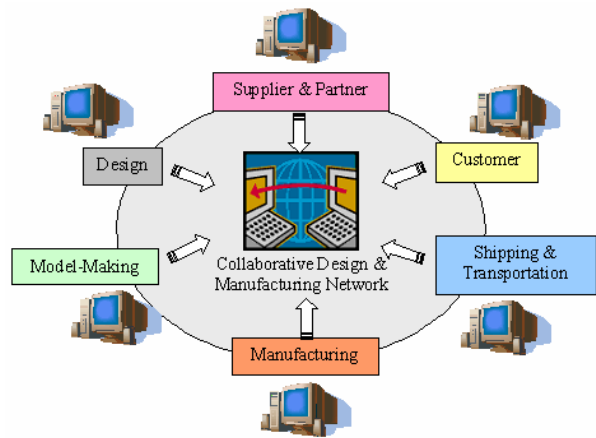 Supplier & Partner
Design
Customer
Model-Making
Shipping &
Transportation
Collaborative Design &
Manufacturing Network
Manufacturing